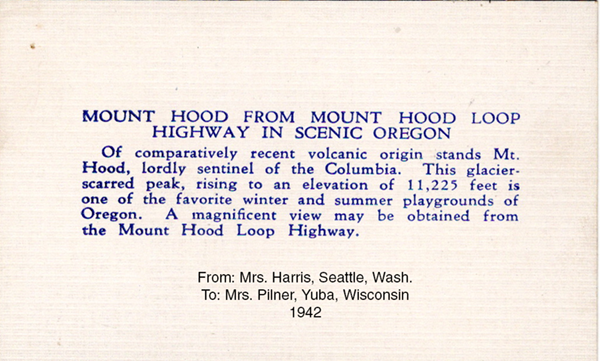 MOUNT HOOD FROM MOUNT HOOD LOOP
HIGHWAY IN SCENIC OREGON
Of comparatively recent volcanic origin stands Mt.
Hood, lordly sentinel of the Columbia. This glacier-
scarred peak, rising to an elevation of 11,225 feet is
one of the favorite winter and summer playgrounds of
Oregon. A magnificent view may be obtained from
the Mount Hood Loop Highway.
From: Mrs. Harris, Seattle, Wash.
To: Mrs. Pilner, Yuba, Wisconsin
1942